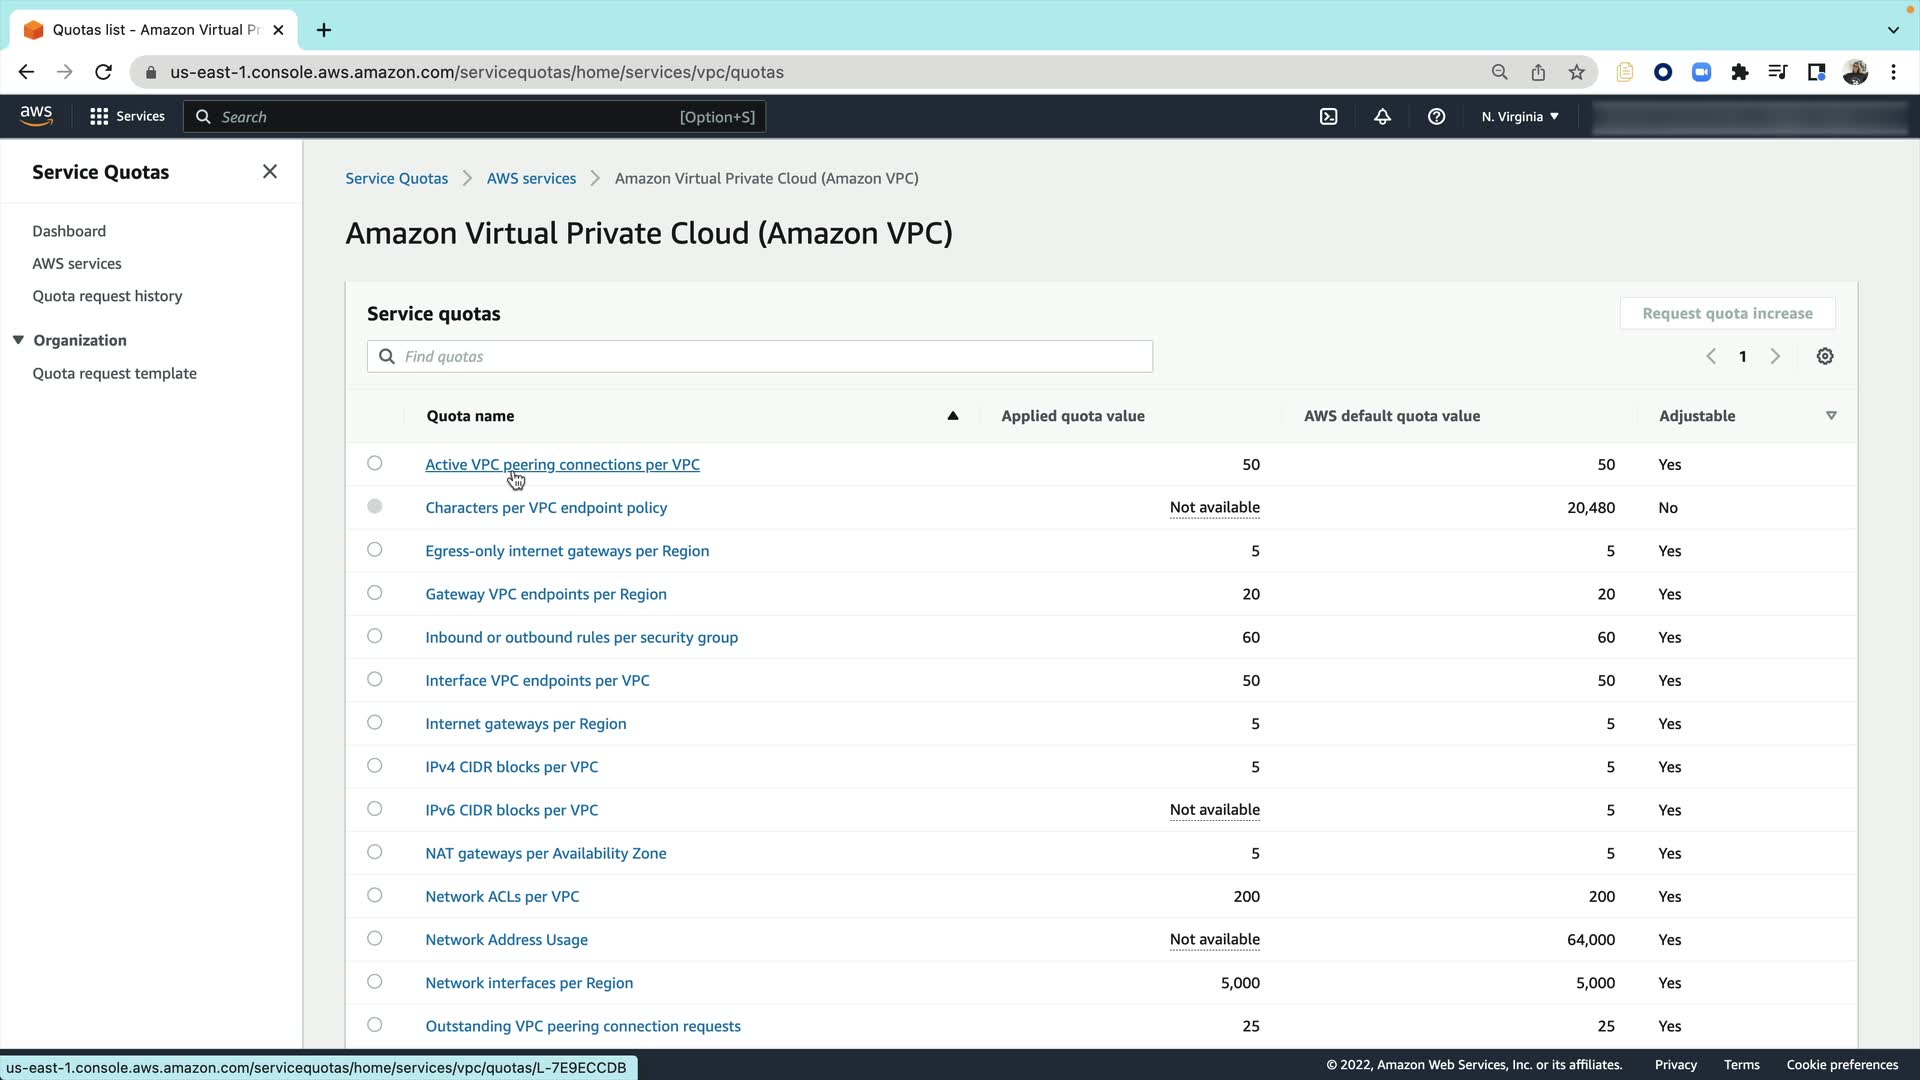 Quotas list - Amazon Virtual Pr
us-east-1.console.aws.amazon.com/servicequotas/home/services/vpc/quotas
aws Services Search [Option+S] N. Virginia
Service Quotas
Dashboard
AWS services
Quota request history
Organization
Quota request template
Service Quotas AWS services Amazon Virtual Private Cloud (Amazon VPC)
Amazon Virtual Private Cloud (Amazon VPC)
Service quotas Request quota increase
Find quotas 1
Quota name Applied quota value AWS default quota value Adjustable
Active VPC peering connections per VPC 50 50 Yes
Characters per VPC endpoint policy Not available 20,480 No
Egress-only internet gateways per Region 5 5 Yes
Gateway VPC endpoints per Region 20 20 Yes
Inbound or outbound rules per security group 60 60 Yes
Interface VPC endpoints per VPC 50 50 Yes
Internet gateways per Region 5 5 Yes
IPv4 CIDR blocks per VPC 5 5 Yes
IPv6 CIDR blocks per VPC Not available 5 Yes
NAT gateways per Availability Zone 5 5 Yes
Network ACLs per VPC 200 200 Yes
Network Address Usage Not available 64,000 Yes
Network interfaces per Region 5,000 5,000 Yes
Outstanding VPC peering connection requests 25 25 Yes
us-east-1.console.aws.amazon.com/servicequotas/home/services/vpc/quotas/L-7E9ECCDB
© 2022, Amazon Web Services, Inc. or its affiliates. Privacy Terms Cookie preferences